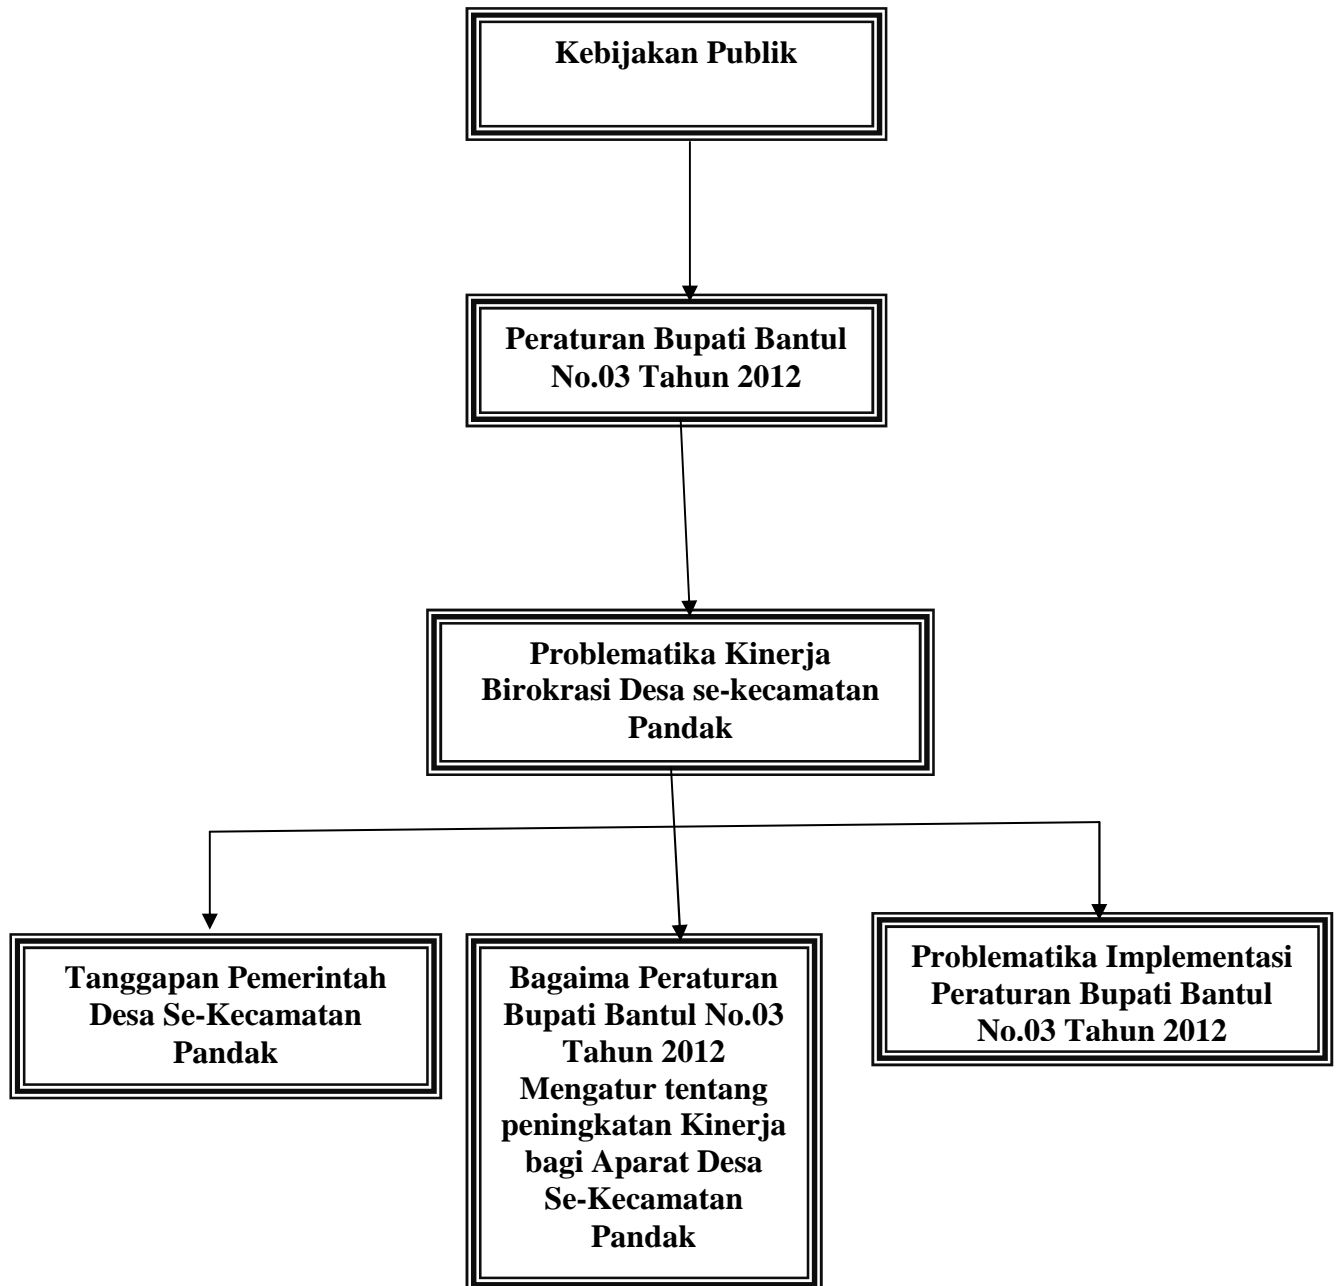 Kebijakan Publik
Peraturan Bupati Bantul
No.03 Tahun 2012
Problematika Kinerja
Birokrasi Desa se-kecamatan
Pandak
Tanggapan Pemerintah
Desa Se-Kecamatan
Pandak
Bagaima Peraturan
Bupati Bantul No.03
Tahun 2012
Mengatur tentang
peningkatan Kinerja
bagi Aparat Desa
Se-Kecamatan
Pandak
Problematika Implementasi
Peraturan Bupati Bantul
No.03 Tahun 2012